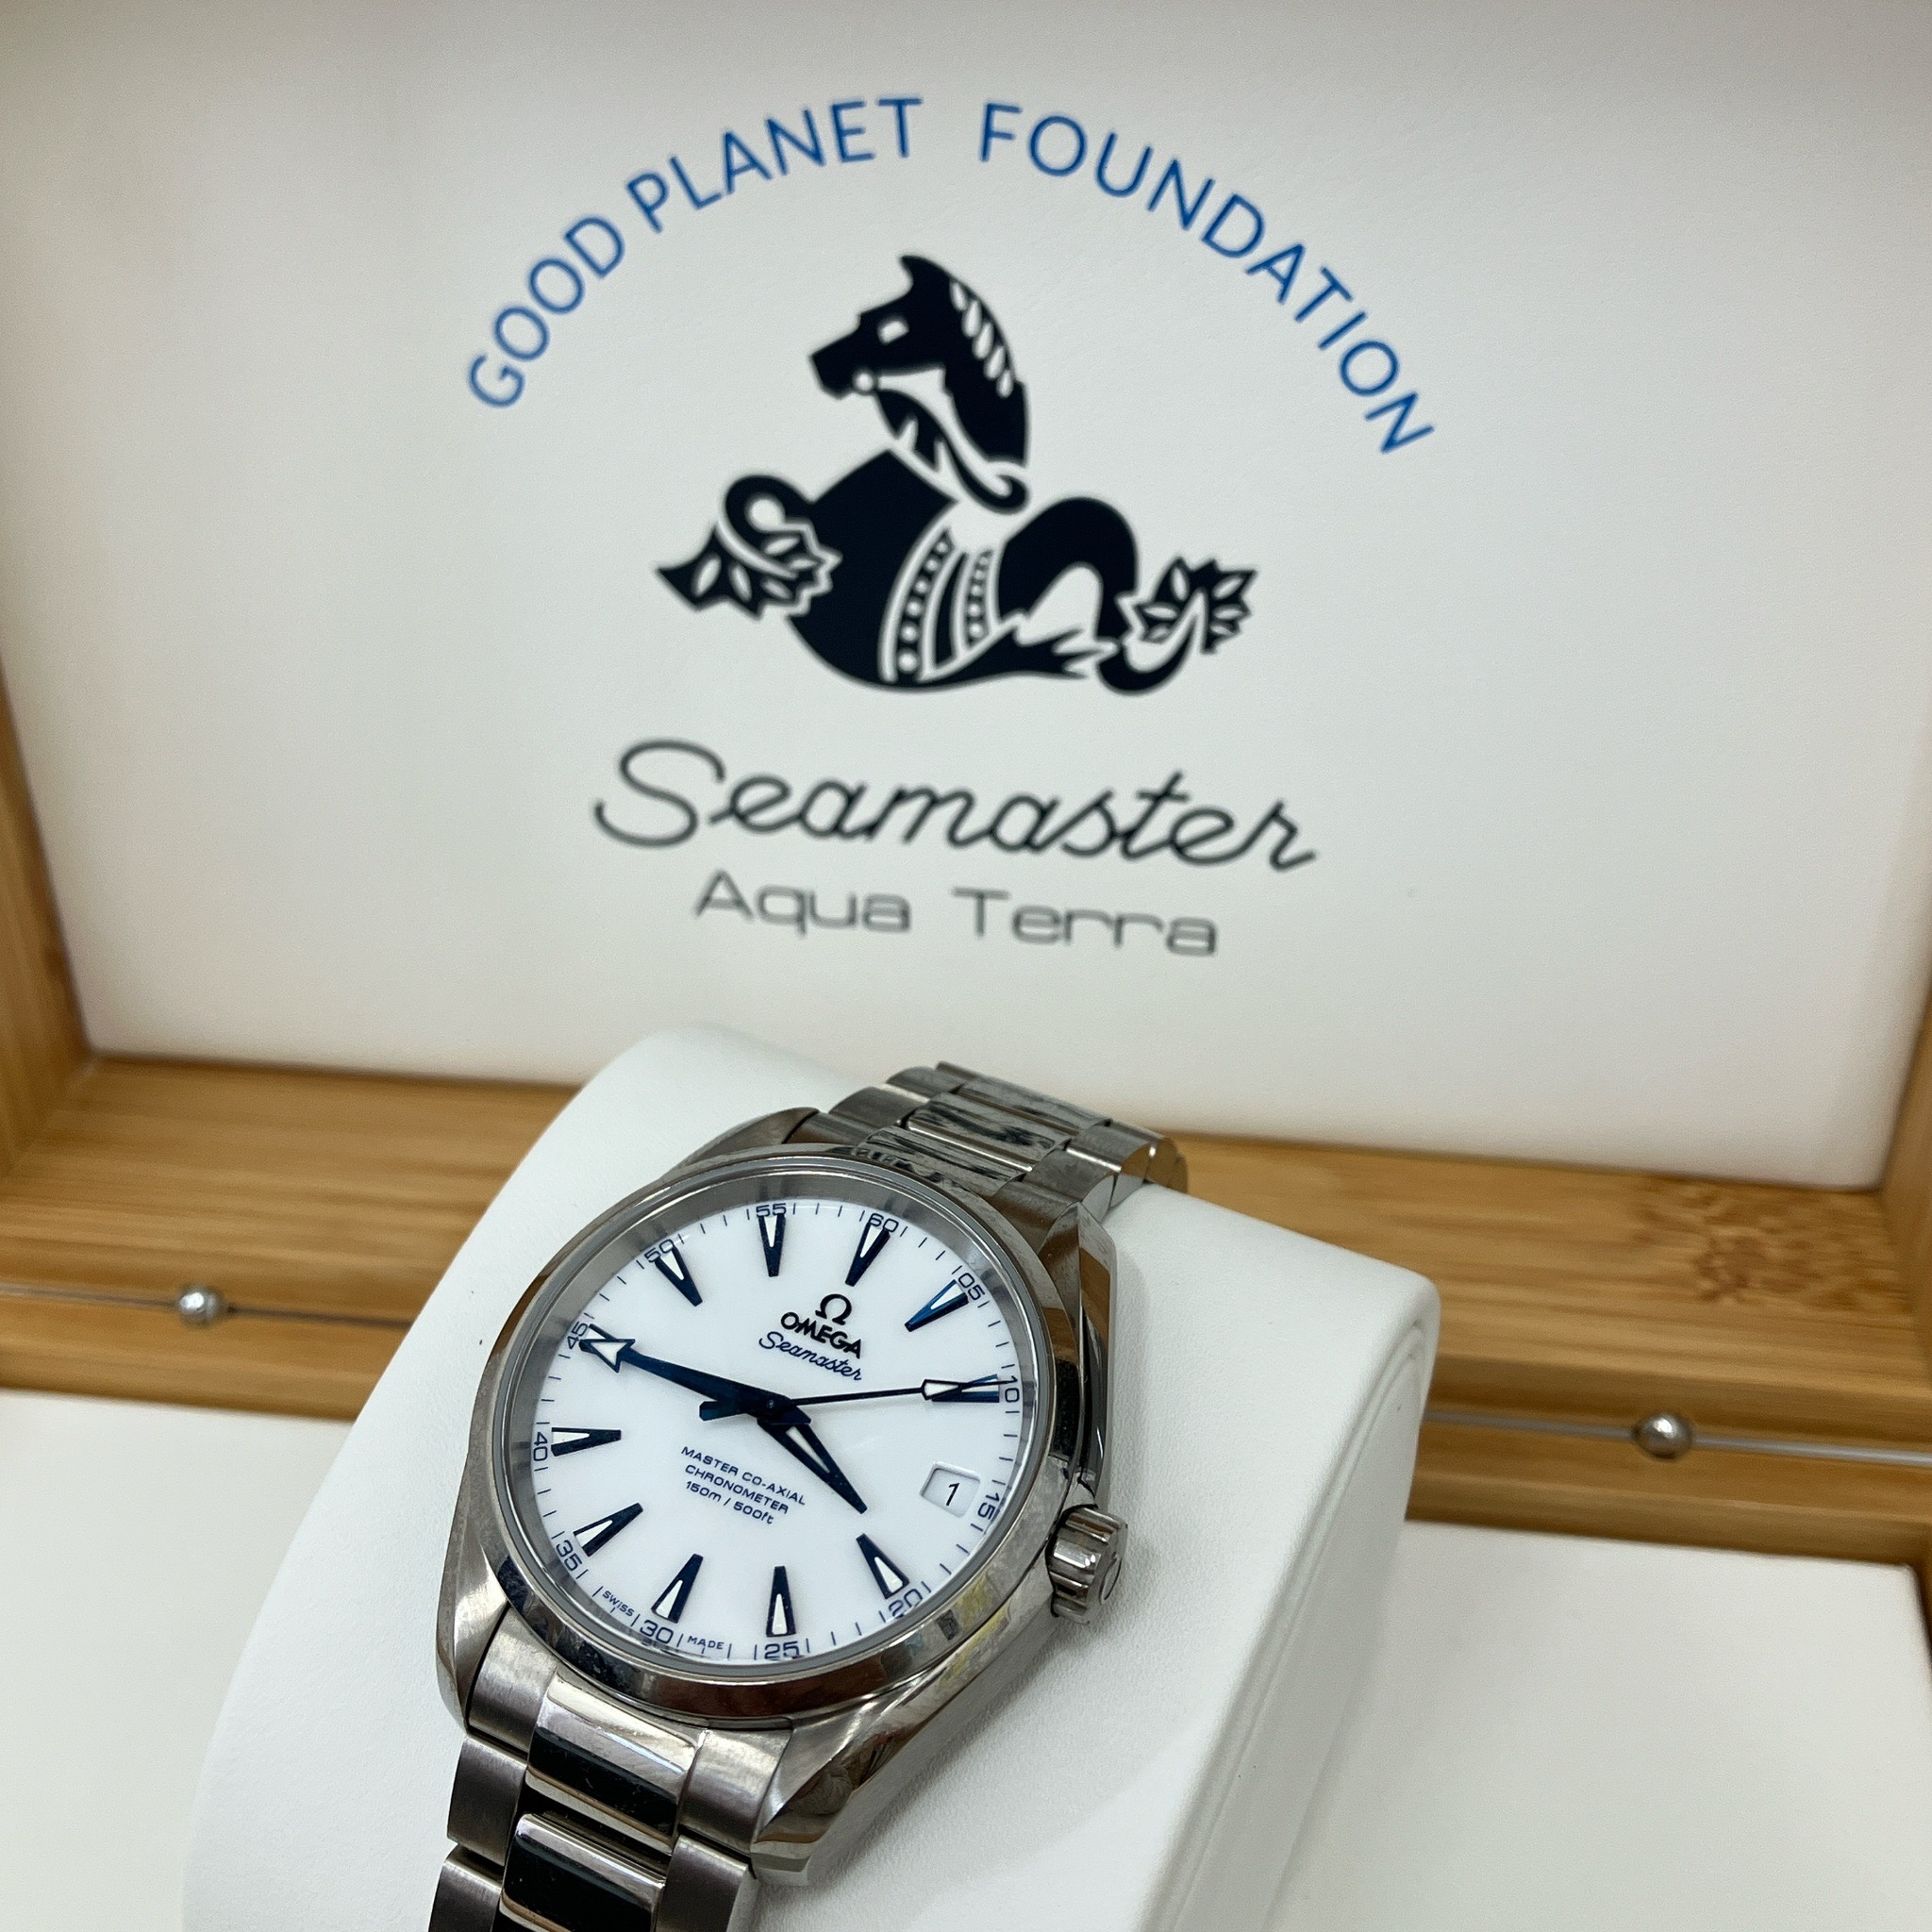 GOOD PLANET FOUNDATION
Seamaster
Aqua Terra
60
05
10
15
20
25
30
35
40
45
50
55
Ω
OMEGA
Seamaster
1
MASTER CO-AXIAL
CHRONOMETER
150m / 500ft
SWISS MADE